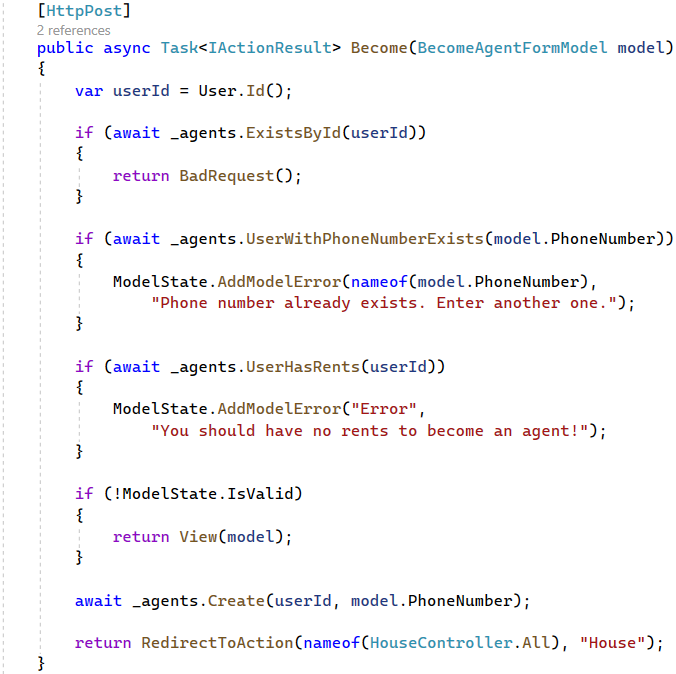 [HttpPost]
2 references
public async Task<IActionResult> Become(BecomeAgentFormModel model)
{
    var userId = User.Id();

    if (await _agents.ExistsById(userId))
    {
        return BadRequest();
    }

    if (await _agents.UserWithPhoneNumberExists(model.PhoneNumber))
    {
        ModelState.AddModelError(nameof(model.PhoneNumber),
            "Phone number already exists. Enter another one.");
    }

    if (await _agents.UserHasRents(userId))
    {
        ModelState.AddModelError("Error",
            "You should have no rents to become an agent!");
    }

    if (!ModelState.IsValid)
    {
        return View(model);
    }

    await _agents.Create(userId, model.PhoneNumber);

    return RedirectToAction(nameof(HouseController.All), "House");
}